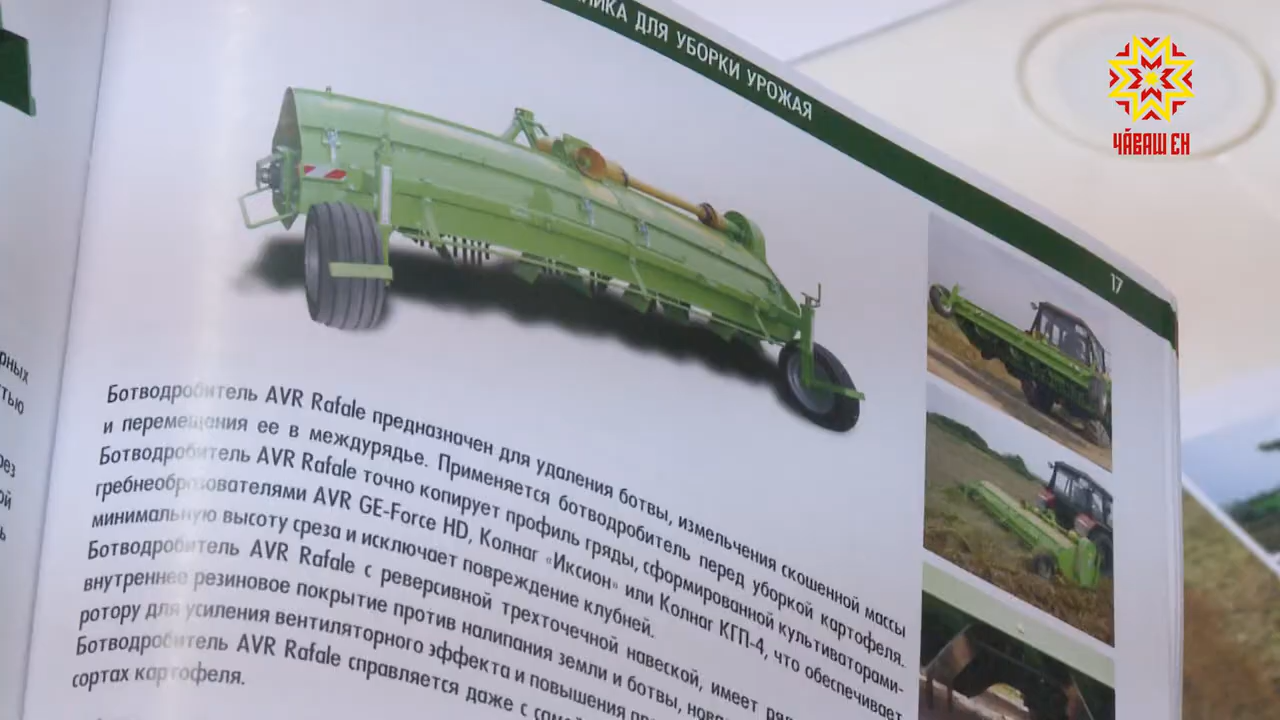 ДЛЯ УБОРКИ УРОЖАЯ
ЧӐВАШ ЕН
17
Ботводробитель AVR Rafale предназначен для удаления ботвы, измельчения скошенной массы
и перемещения ее в междурядье. Применяется ботводробитель перед уборкой картофеля.
Ботводробитель AVR Rafale точно копирует профиль гряды, сформированной культиваторами-
гребнеобразователями AVR GE-Force HD, Колнаг «Иксион» или Колнаг КГП-4, что обеспечивает
минимальную высоту среза и исключает повреждение клубней.
Ботводробитель AVR Rafale с реверсивной трехточечной навеской, имеет
внутреннее резиновое покрытие против налипания земли и ботвы,
ротору для усиления вентиляторного эффекта и повышения
Ботводробитель AVR Rafale справляется даже с
сортах картофеля.